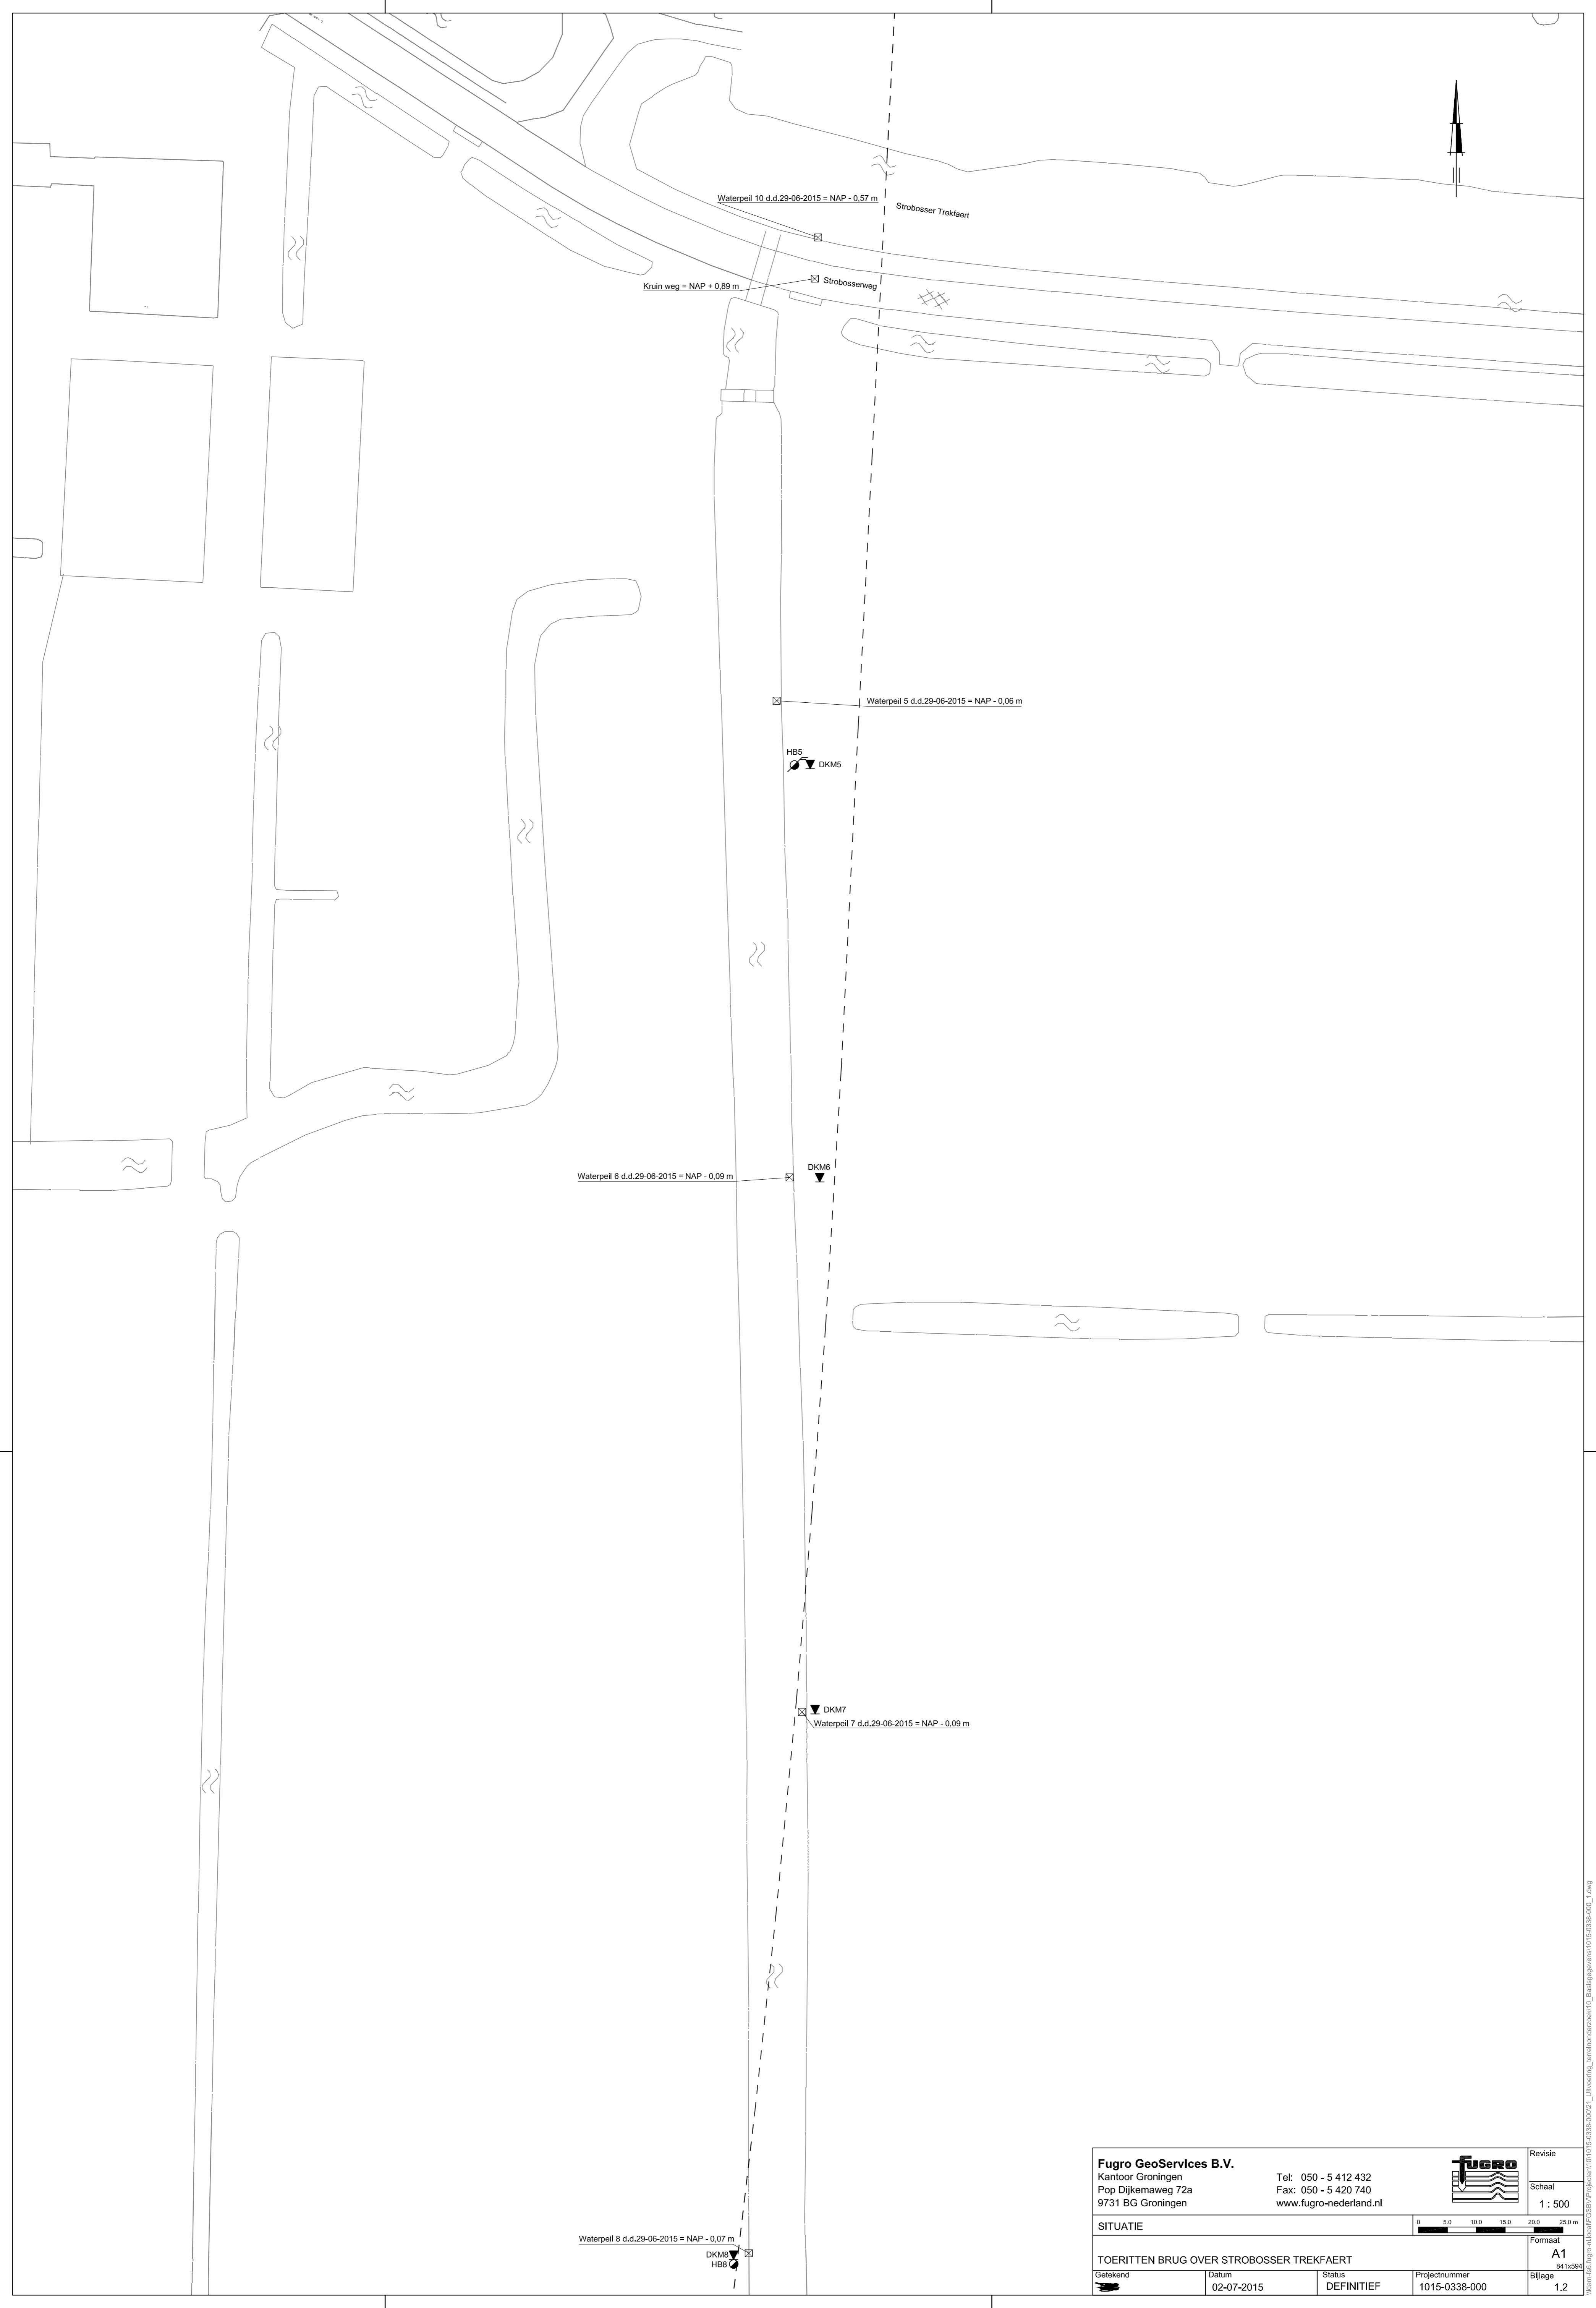 Waterpeil 10 d.d.29-06-2015 = NAP - 0,57 m
Strobosser Trekfaert
Kruin weg = NAP + 0,89 m
Strobosserweg
Waterpeil 5 d.d.29-06-2015 = NAP - 0,06 m
HB5
DKM5
DKM6
Waterpeil 6 d.d.29-06-2015 = NAP - 0,09 m
DKM7
Waterpeil 7 d.d.29-06-2015 = NAP - 0,09 m
Waterpeil 8 d.d.29-06-2015 = NAP - 0,07 m
DKM8
HB8
Fugro GeoServices B.V.
Kantoor Groningen
Pop Dijkemaweg 72a
9731 BG Groningen
Tel: 050 - 5 412 432
Fax: 050 - 5 420 740
www.fugro-nederland.nl
FUGRO
Revisie
Schaal
1 : 500
SITUATIE
0 5,0 10,0 15,0 20,0 25,0 m
TOERITTEN BRUG OVER STROBOSSER TREKFAERT
Formaat
A1
841x594
Getekend
Datum
02-07-2015
Status
DEFINITIEF
Projectnummer
1015-0338-000
Bijlage
1.2